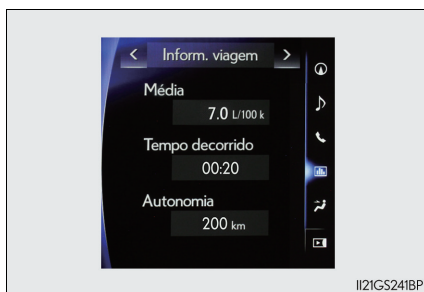 < Inform. viagem >
Média
7.0 L/100 k
Tempo decorrido
00:20
Autonomia
200 km
II21GS241BP